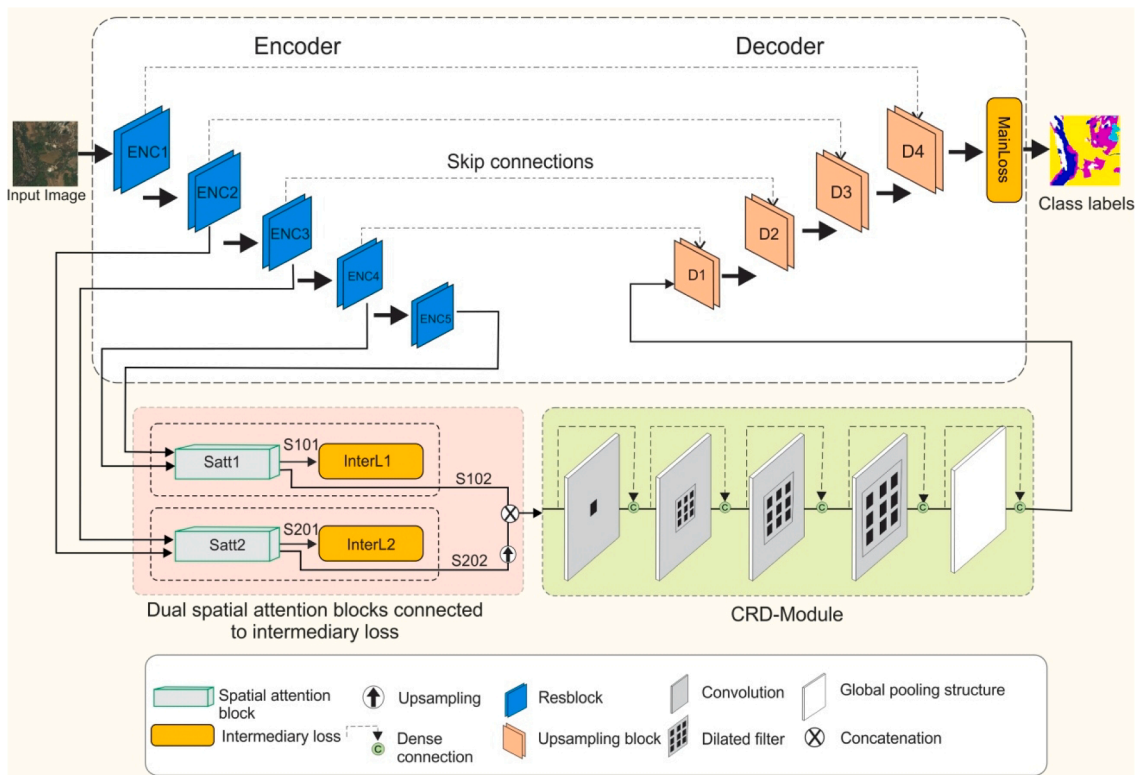 Encoder
Decoder
ENC1
ENC2
ENC3
ENC4
ENC5
Skip connections
D1
D2
D3
D4
MainLoss
Input Image
Class labels
Satt1
S101
InterL1
S102
Satt2
S201
InterL2
S202
Dual spatial attention blocks connected
to intermediary loss
C
C
C
C
C
CRD-Module
Spatial attention
block
Upsampling
Resblock
Convolution
Global pooling structure
Intermediary loss
C
Dense
connection
Upsampling block
Dilated filter
Concatenation